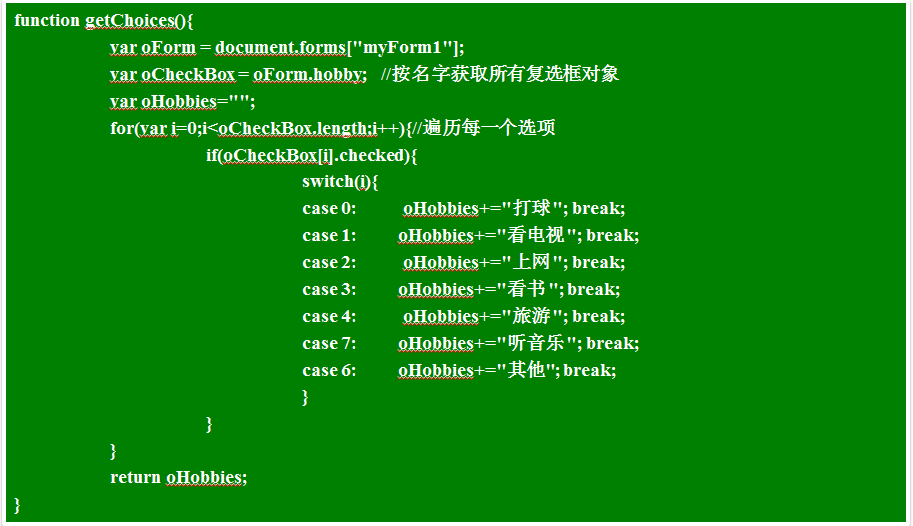 function getChoices(){
var oForm = document.forms["myForm1"];
var oCheckBox = oForm.hobby; //按名字获取所有复选框对象
var oHobbies="";
for(var i=0;i<oCheckBox.length;i++){//遍历每一个选项
if(oCheckBox[i].checked){
switch(i){
case 0: oHobbies+="打球"; break;
case 1: oHobbies+="看电视"; break;
case 2: oHobbies+="上网"; break;
case 3: oHobbies+="看书"; break;
case 4: oHobbies+="旅游"; break;
case 7: oHobbies+="听音乐"; break;
case 6: oHobbies+="其他"; break;
}
}
}
return oHobbies;
}